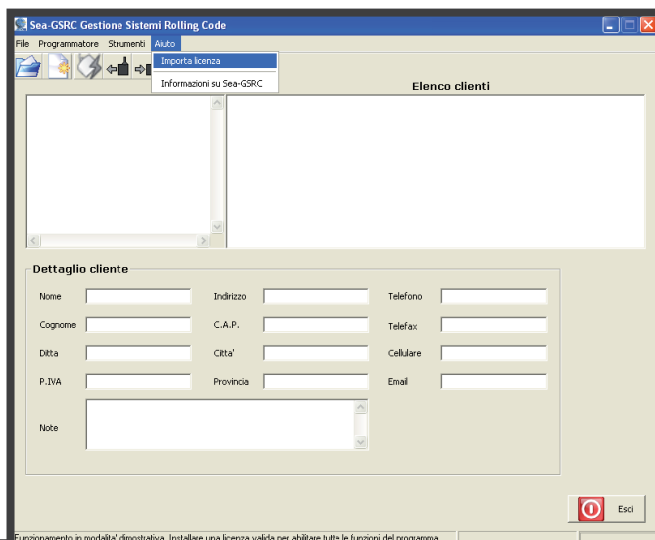 Sea-GSRC Gestione Sistemi Rolling Code
File Programmatore Strumenti Aiuto
Importa licenza
Informazioni su Sea-GSRC
Elenco clienti
Dettaglio cliente
Nome Indirizzo Telefono
Cognome C.A.P. Telefax
Ditta Citta' Cellulare
P.IVA Provincia Email
Note
Esci
Funzionamento in modalita' dimostrativa. Installare una licenza valida per abilitare tutte le funzioni del programma